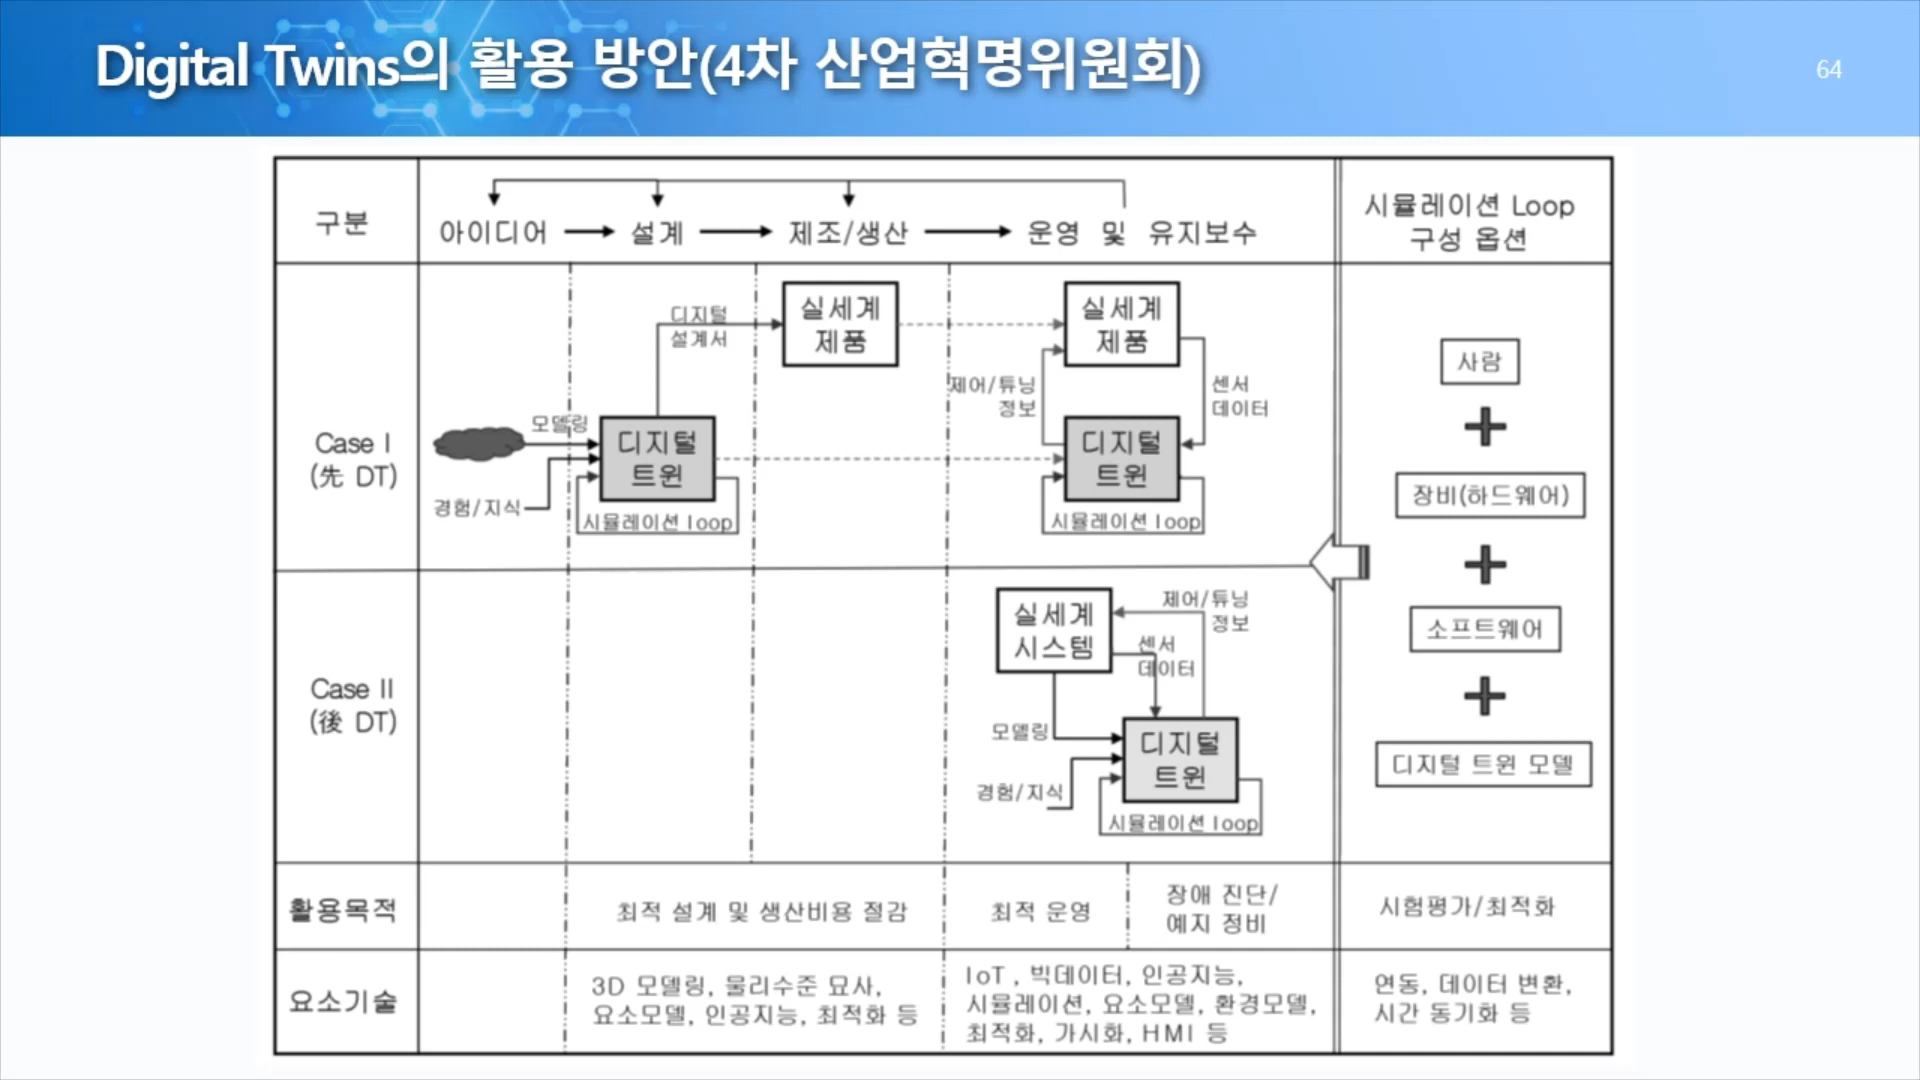 Digital Twins의 활용 방안(4차 산업혁명위원회)
64
구분
아이디어
설계
제조/생산
운영 및 유지보수
시뮬레이션 Loop
구성 옵션
Case I
(先 DT)
모델링
경험/지식
디지털
트윈
시뮬레이션 loop
디지털
설계서
실세계
제품
실세계
제품
제어/튜닝
정보
센서
데이터
디지털
트윈
시뮬레이션 loop
Case II
(後 DT)
실세계
시스템
제어/튜닝
정보
센서
데이터
모델링
경험/지식
디지털
트윈
시뮬레이션 loop
사람
장비(하드웨어)
소프트웨어
디지털 트윈 모델
활용목적
최적 설계 및 생산비용 절감
최적 운영
장애 진단/
예지 정비
시험평가/최적화
요소기술
3D 모델링, 물리수준 묘사,
요소모델, 인공지능, 최적화 등
IoT, 빅데이터, 인공지능,
시뮬레이션, 요소모델, 환경모델,
최적화, 가시화, HMI 등
연동, 데이터 변환,
시간 동기화 등